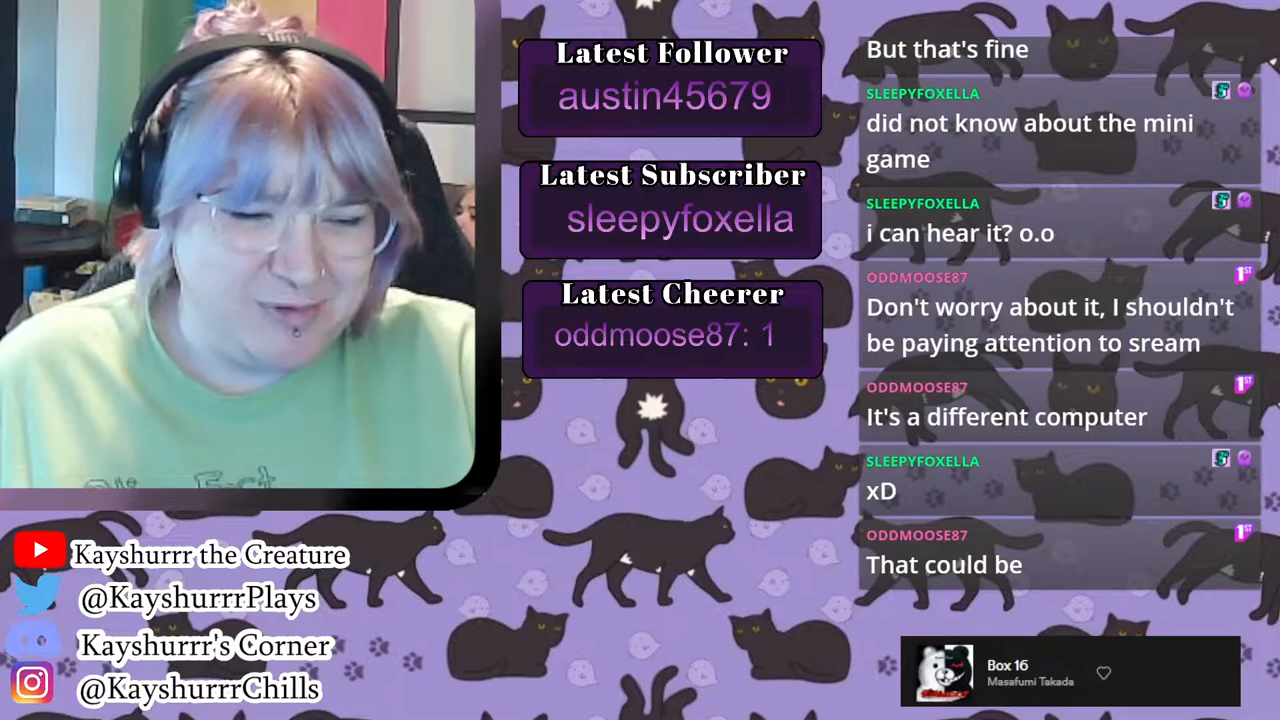 Latest Follower
austin45679
Latest Subscriber
sleepyfoxella
Latest Cheerer
oddmoose87: 1
But that's fine
SLEEPYFOXELLA
did not know about the mini
game
SLEEPYFOXELLA
i can hear it? o.o
ODDMOOSE87
1ST
Don't worry about it, I shouldn't
be paying attention to sream
ODDMOOSE87
1ST
It's a different computer
SLEEPYFOXELLA
xD
ODDMOOSE87
1ST
That could be
Kayshurrr the Creature
@KayshurrrPlays
Kayshurrr's Corner
@KayshurrrChills
Box 16
Masafumi Takada